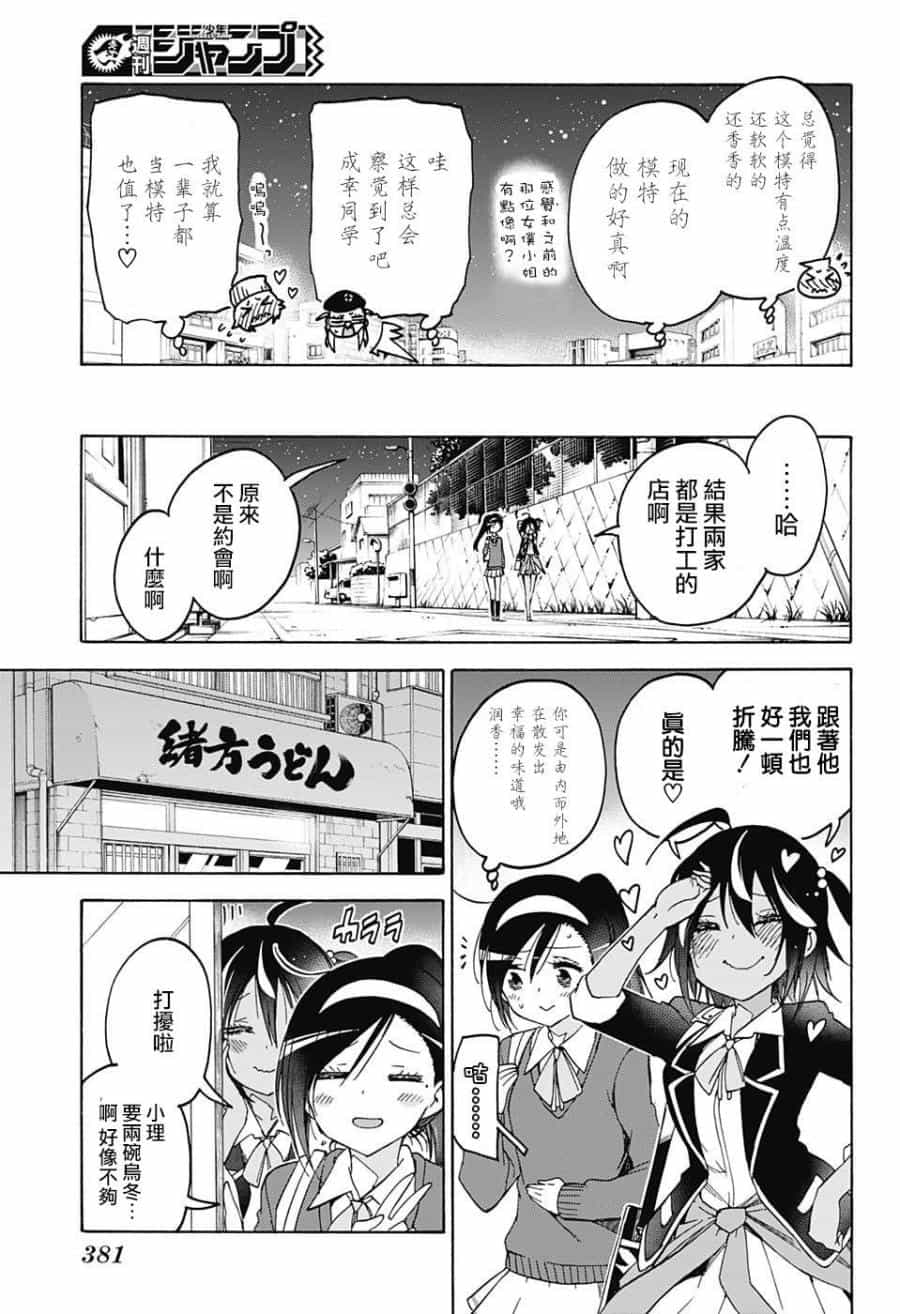 週刊
少年
ジャンプ
总觉得
这个模特有点温度
还软软的
还香香的
现在的
模特
做的好真啊
感覺和之前的
那位女僕小姐
有點像啊？
哇
这样总会
察觉到了吧
成幸同学
嗚嗚～
我就算
一辈子都
当模特
也值了……♡
……哈
結果兩家
都是打工的
店啊
原來
不是約會啊
什麼啊
跟著他
我們也
好一頓
折騰！
真的是♡
你可是由内而外地
在散发出
幸福的味道哦
润香……
咕……
緒方うどん
ガララ
打擾啦
小理
要兩碗烏冬…
啊 好像不夠
381